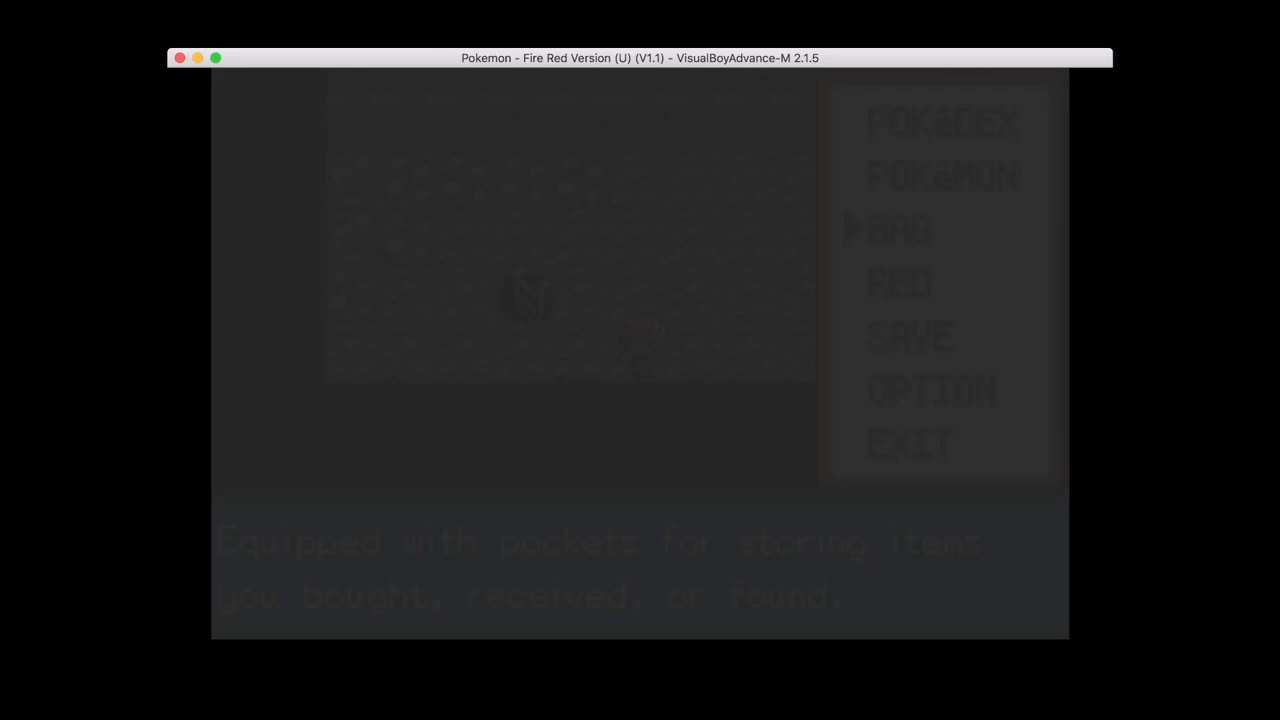 Pokemon - Fire Red Version (U) (V1.1) - VisualBoyAdvance-M 2.1.5
POKéDEX
POKéMON
▶BAG
RED
SAVE
OPTION
EXIT
Equipped with pockets for storing items
you bought, received, or found.